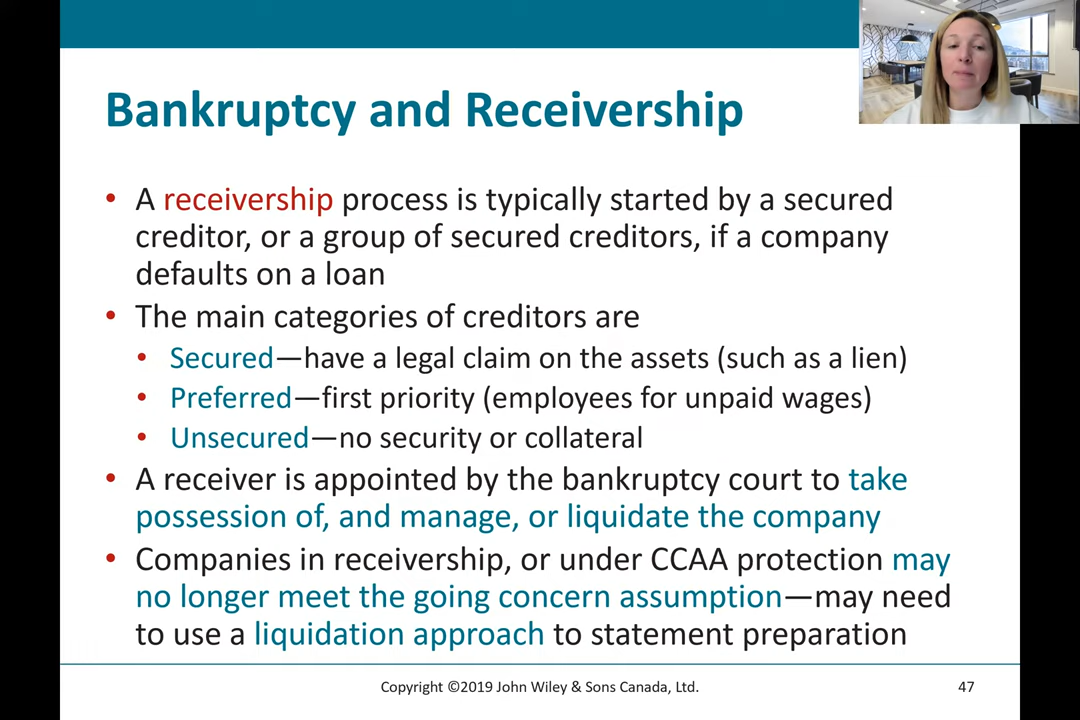 Bankruptcy and Receivership
• A receivership process is typically started by a secured
creditor, or a group of secured creditors, if a company
defaults on a loan
• The main categories of creditors are
• Secured—have a legal claim on the assets (such as a lien)
• Preferred—first priority (employees for unpaid wages)
• Unsecured—no security or collateral
• A receiver is appointed by the bankruptcy court to take
possession of, and manage, or liquidate the company
• Companies in receivership, or under CCAA protection may
no longer meet the going concern assumption—may need
to use a liquidation approach to statement preparation
Copyright ©2019 John Wiley & Sons Canada, Ltd.
47